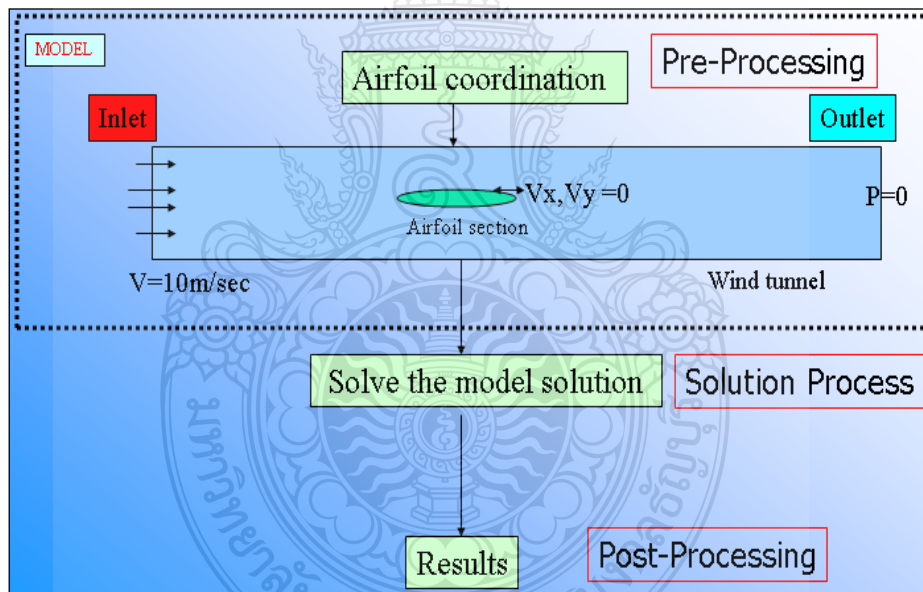 MODEL
Airfoil coordination
Pre-Processing
Inlet
Outlet
Vx,Vy =0
P=0
Airfoil section
V=10m/sec
Wind tunnel
Solve the model solution
Solution Process
Results
Post-Processing